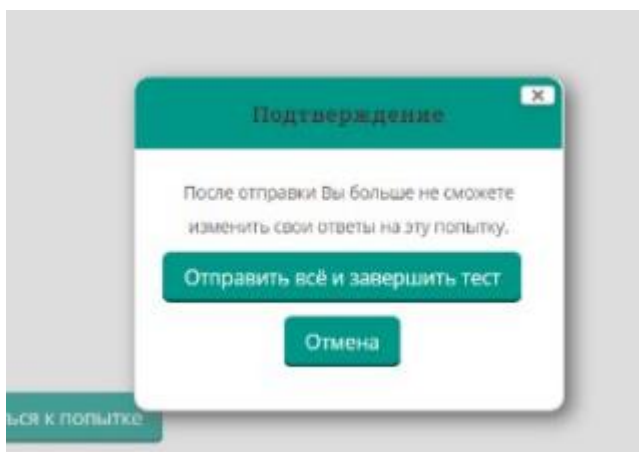 Подтверждение
После отправки Вы больше не сможете
изменить свои ответы на эту попытку.
Отправить всё и завершить тест
Отмена
ься к попытке